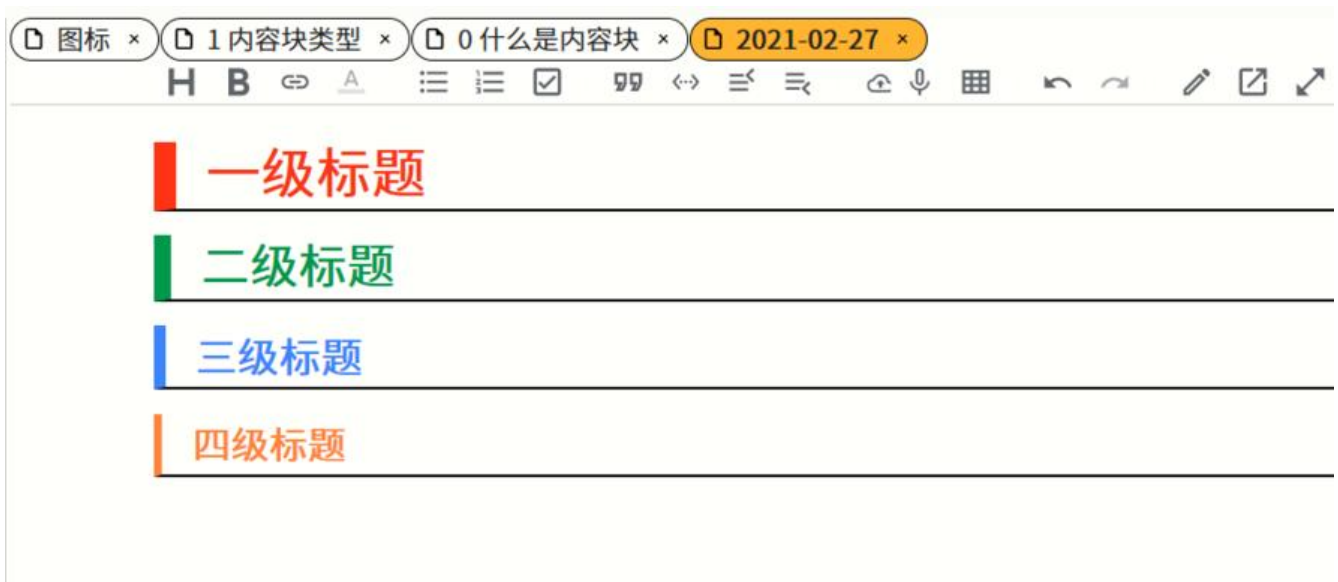 图标 × 1 内容块类型 × 0 什么是内容块 × 2021-02-27 ×
H B A
一级标题
二级标题
三级标题
四级标题